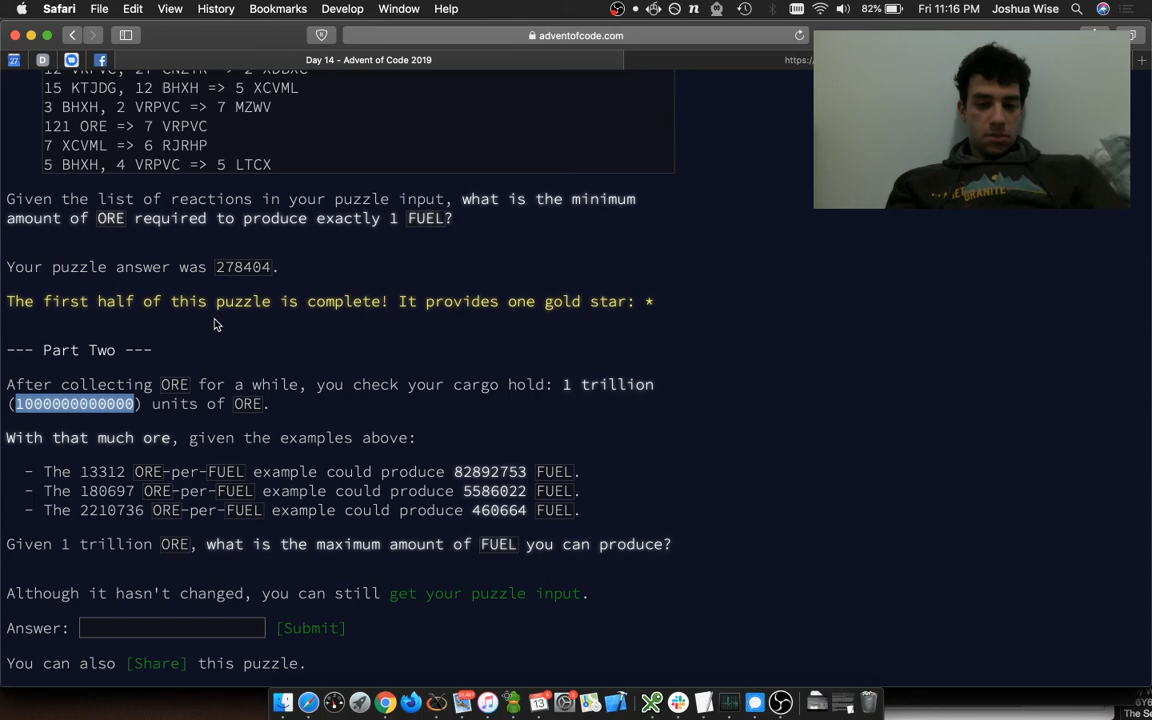 Safari File Edit View History Bookmarks Develop Window Help 82% Fri 11:16 PM Joshua Wise
adventofcode.com
27 D Day 14 - Advent of Code 2019 https:/
15 KTJDG, 12 BHXH => 5 XCVML
3 BHXH, 2 VRPVC => 7 MZWV
121 ORE => 7 VRPVC
7 XCVML => 6 RJRHP
5 BHXH, 4 VRPVC => 5 LTCX
Given the list of reactions in your puzzle input, what is the minimum
amount of ORE required to produce exactly 1 FUEL?
Your puzzle answer was 278404.
The first half of this puzzle is complete! It provides one gold star: *
--- Part Two ---
After collecting ORE for a while, you check your cargo hold: 1 trillion
(1000000000000) units of ORE.
With that much ore, given the examples above:
- The 13312 ORE-per-FUEL example could produce 82892753 FUEL.
- The 180697 ORE-per-FUEL example could produce 5586022 FUEL.
- The 2210736 ORE-per-FUEL example could produce 460664 FUEL.
Given 1 trillion ORE, what is the maximum amount of FUEL you can produce?
Although it hasn't changed, you can still get your puzzle input.
Answer: [Submit]
You can also [Share] this puzzle.